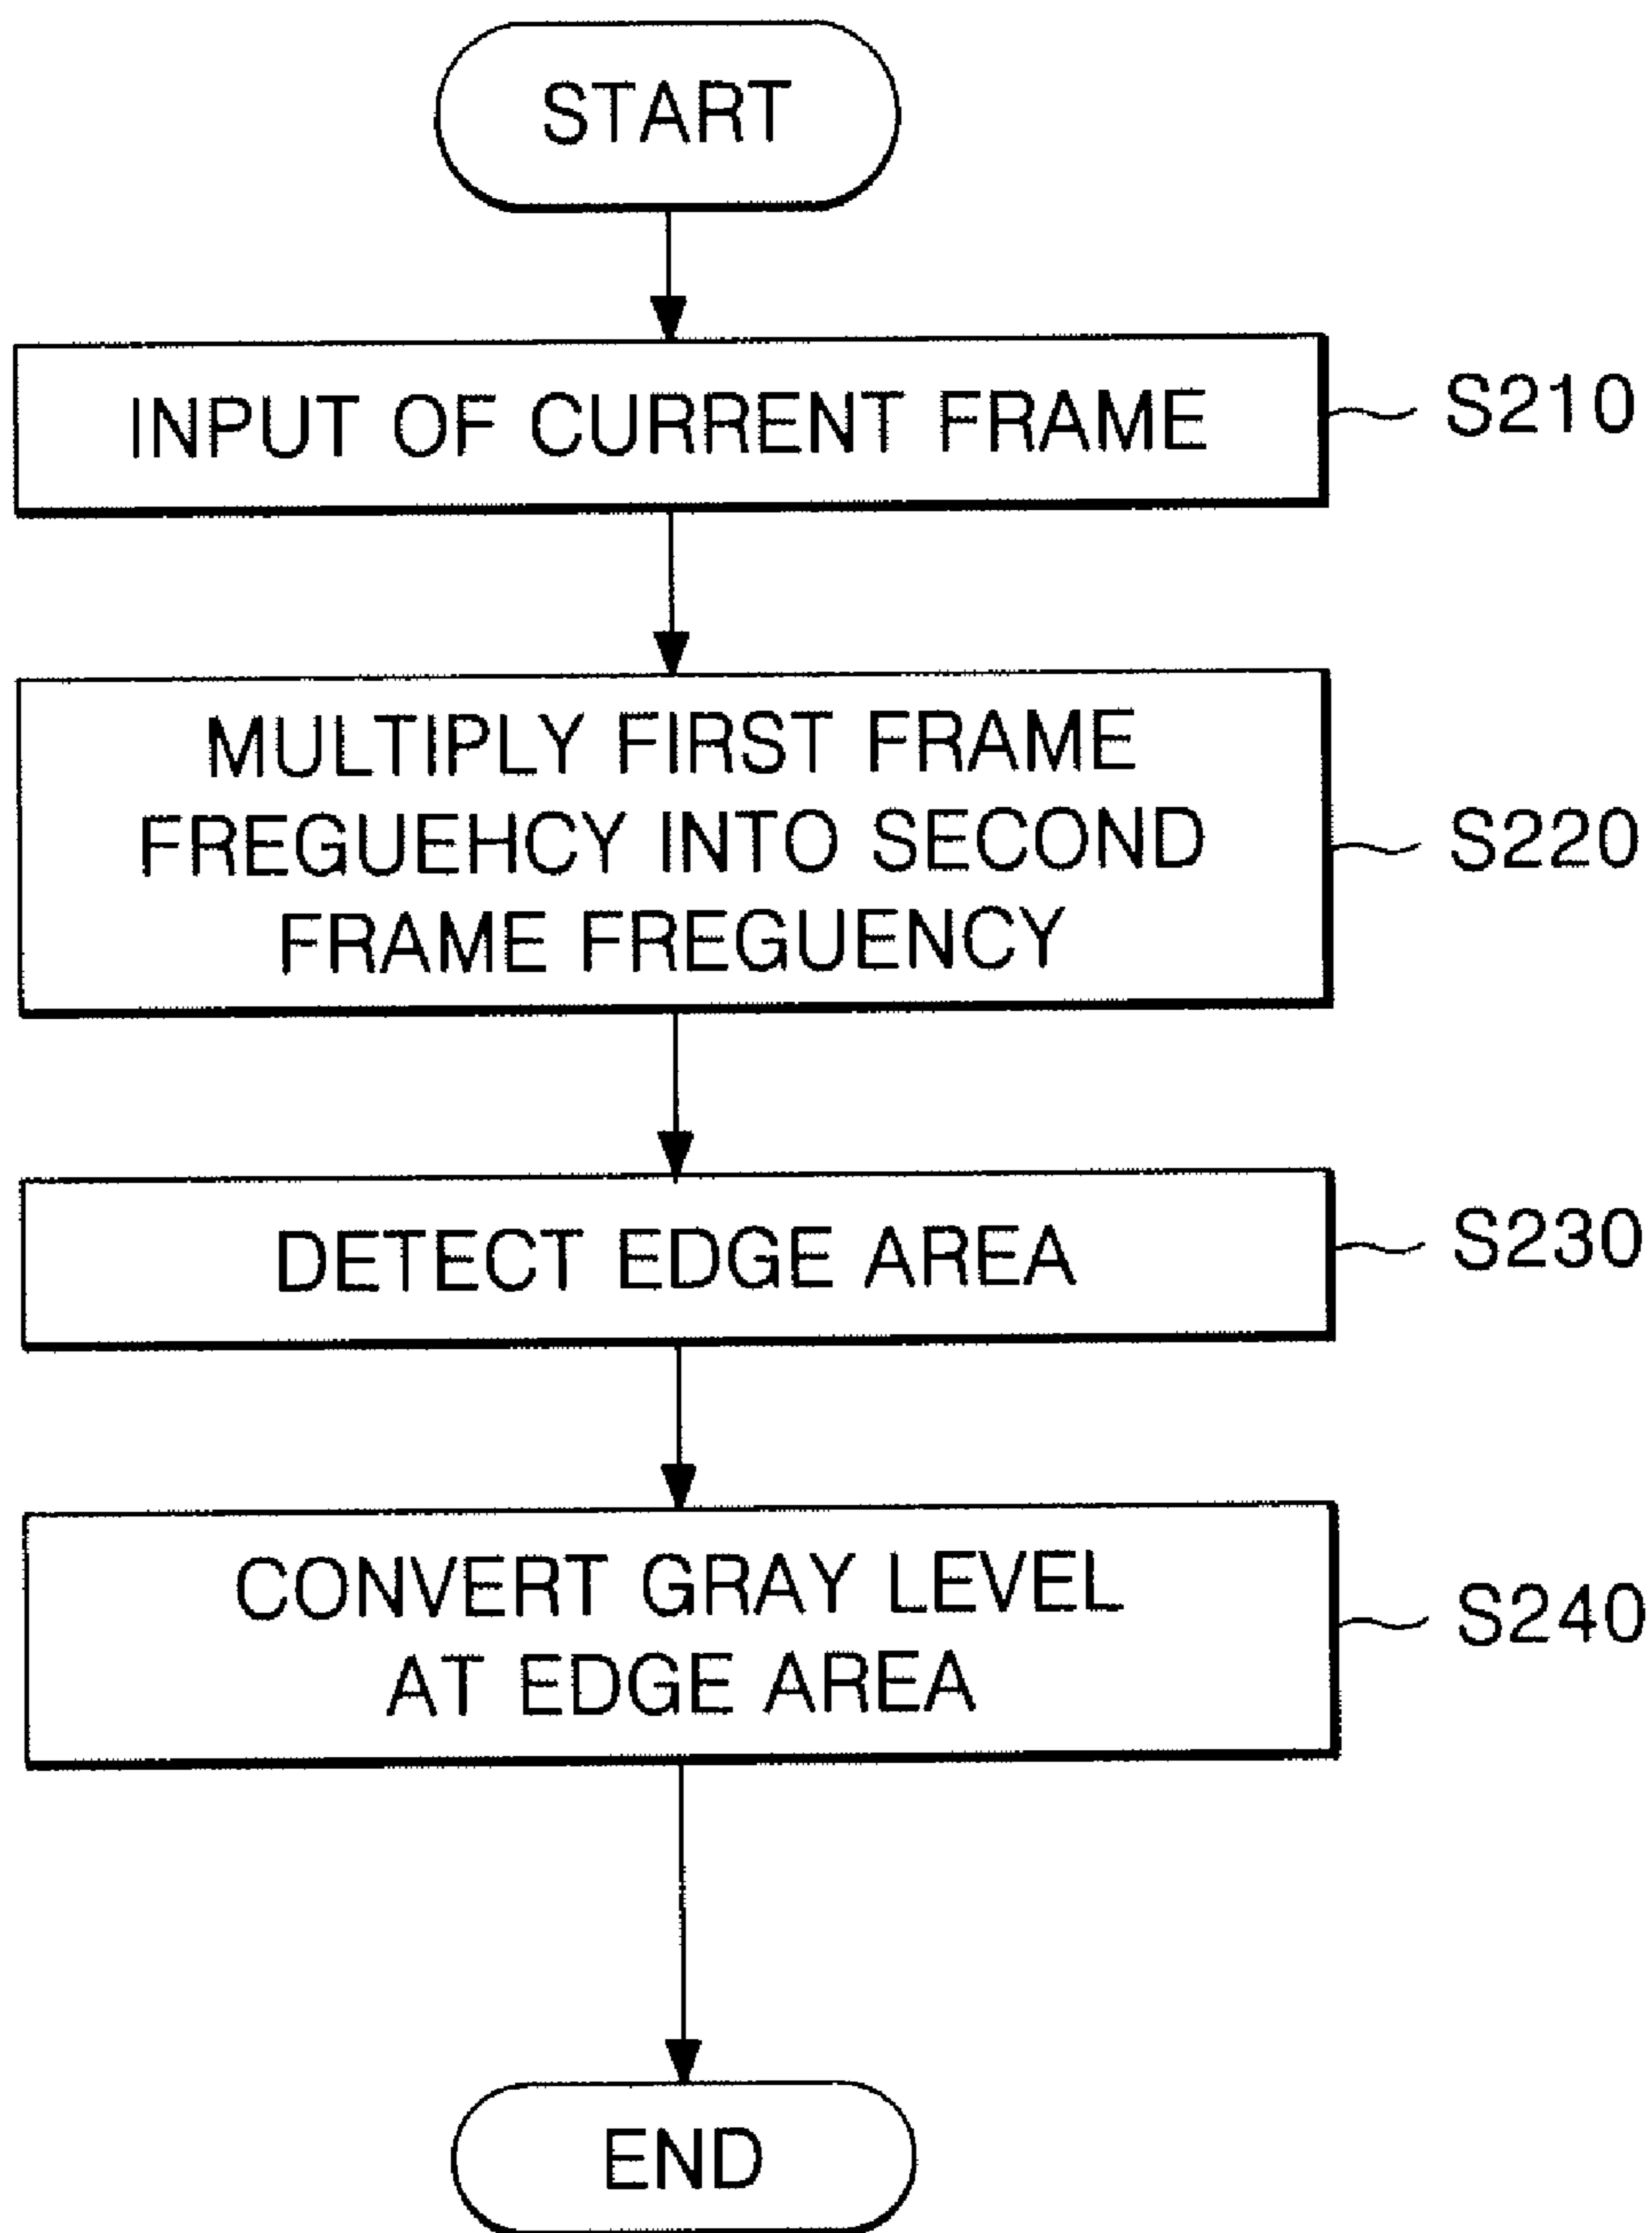 START
INPUT OF CURRENT FRAME
S210
MULTIPLY FIRST FRAME
FREGUEHCY INTO SECOND
FRAME FREGUENCY
S220
DETECT EDGE AREA
S230
CONVERT GRAY LEVEL
AT EDGE AREA
S240
END